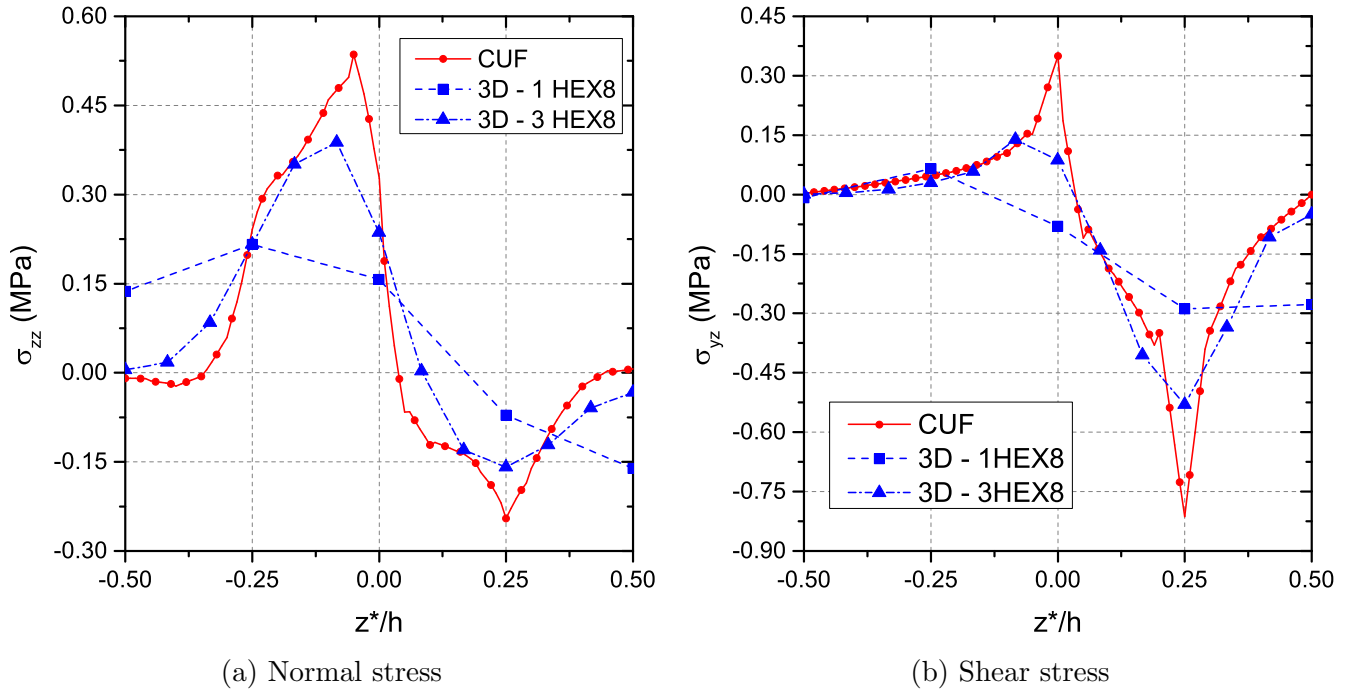 0.60
0.45
0.30
0.15
0.00
-0.15
-0.30
σzz (MPa)
CUF
3D - 1 HEX8
3D - 3 HEX8
-0.50 -0.25 0.00 0.25 0.50
z*/h
(a) Normal stress
0.45
0.30
0.15
0.00
-0.15
-0.30
-0.45
-0.60
-0.75
-0.90
σyz (MPa)
CUF
3D - 1HEX8
3D - 3HEX8
-0.50 -0.25 0.00 0.25 0.50
z*/h
(b) Shear stress